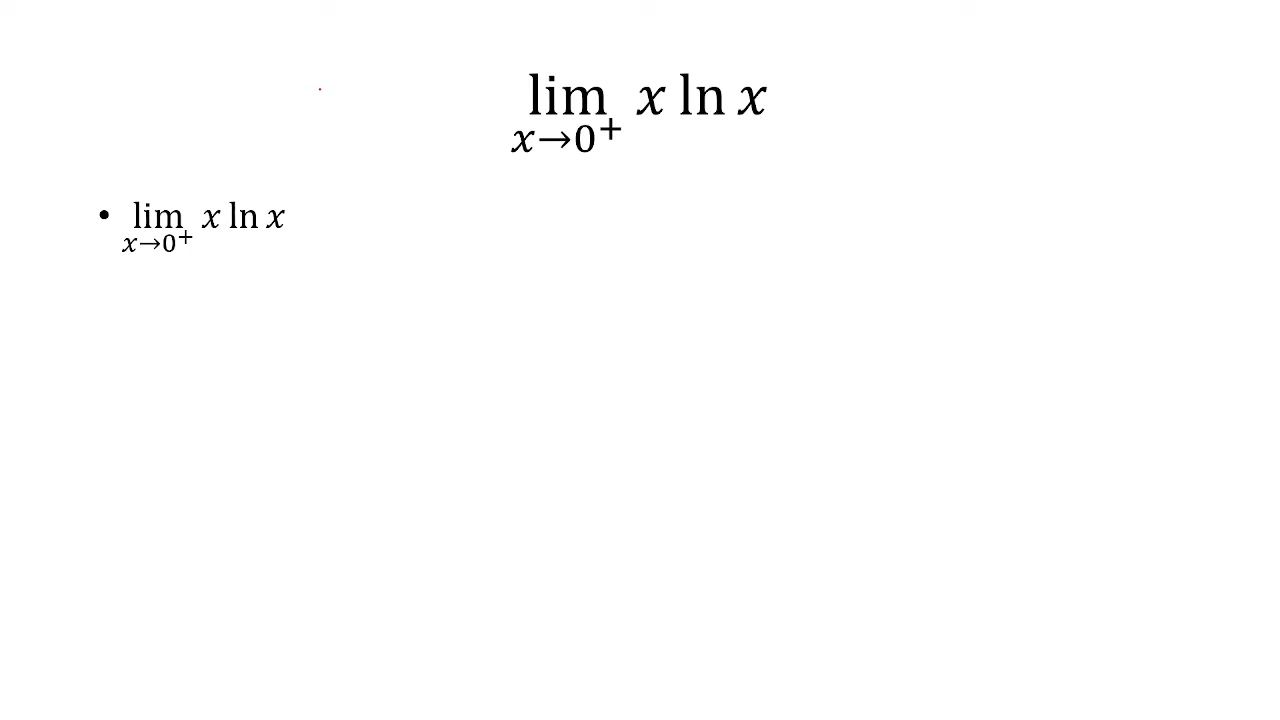 lim x ln x
x→0⁺
• lim x ln x
x→0⁺